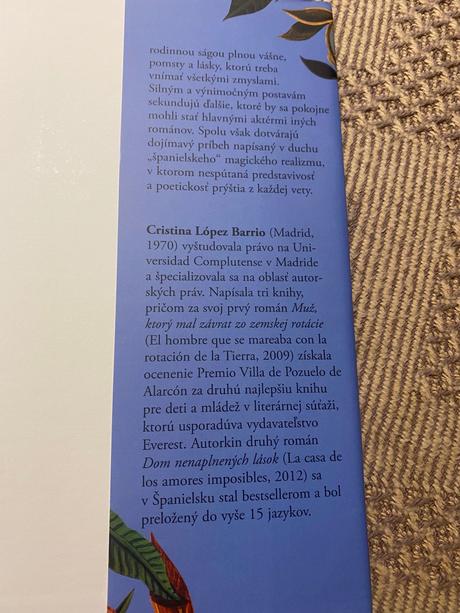 rodinnou ságou plnou vášne,
pomsty a lásky, ktorú treba
vnímať všetkými zmyslami.
Silným a výnimočným postavám
sekundujú ďalšie, ktoré by sa pokojne
mohli stať hlavnými aktérmi iných
románov. Spolu však dotvárajú
dojímavý príbeh napísaný v duchu
„španielskeho“ magického realizmu,
v ktorom nespútaná predstavivosť
a poetickosť prýštia z každej vety.
Cristina López Barrio (Madrid,
1970) vyštudovala právo na Uni-
versidad Complutense v Madride
a špecializovala sa na oblasť autor-
ských práv. Napísala tri knihy,
pričom za svoj prvý román Muž,
ktorý mal závrat zo zemskej rotácie
(El hombre que se mareaba con la
rotación de la Tierra, 2009) získala
ocenenie Premio Villa de Pozuelo de
Alarcón za druhú najlepšiu knihu
pre deti a mládež v literárnej súťaži,
ktorú usporadúva vydavateľstvo
Everest. Autorkin druhý román
Dom nenaplnených lások (La casa de
los amores imposibles, 2012) sa
v Španielsku stal bestsellerom a bol
preložený do vyše 15 jazykov.